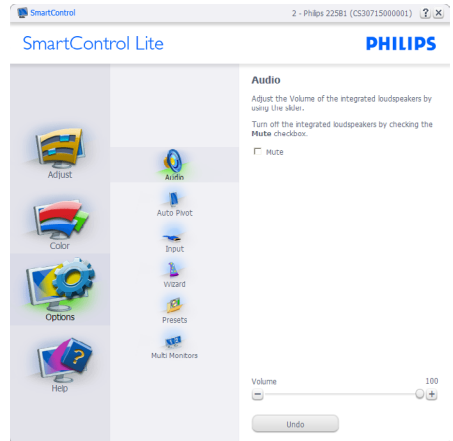 SmartControl
2 - Philips 225B1 (CS30715000001)
SmartControl Lite
PHILIPS
Adjust
Color
Options
Help
Audio
Auto Pivot
Input
Wizard
Presets
Multi Monitors
Audio
Adjust the Volume of the integrated loudspeakers by
using the slider.
Turn off the integrated loudspeakers by checking the
Mute checkbox.
Mute
Volume 100
Undo